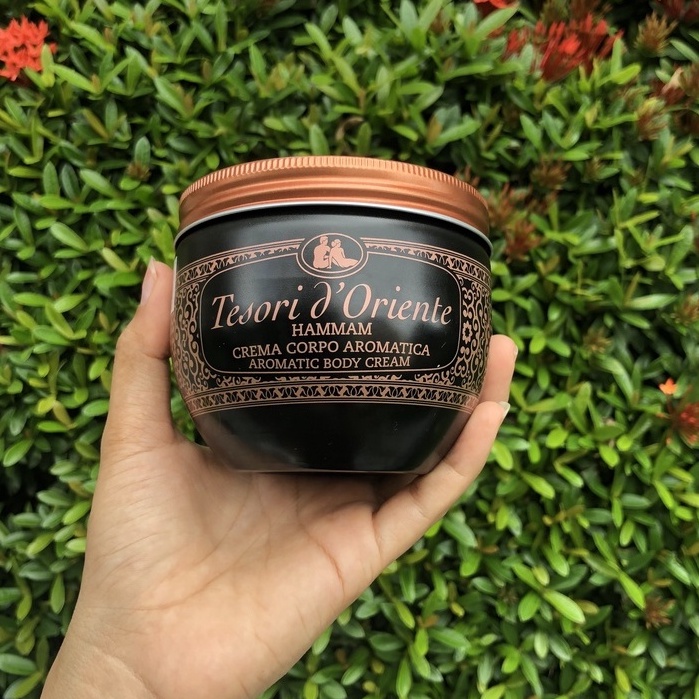 Tesori d'Oriente
HAMMAM
CREMA CORPO AROMATICA
AROMATIC BODY CREAM